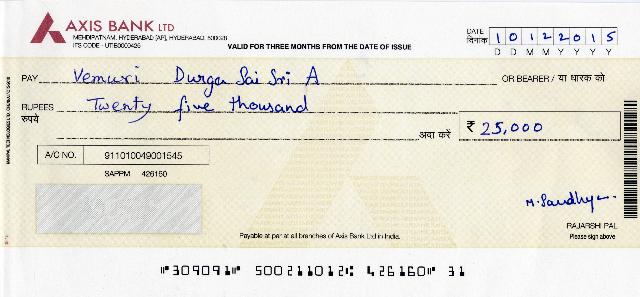 AXIS BANK LTD
MEHDIPATNAM, HYDERABAD [AP], HYDERABAD, 500028
IFS CODE - UTIB0000426
VALID FOR THREE MONTHS FROM THE DATE OF ISSUE
DATE
दिनांक
1 0 1 2 2 0 1 5
D D M M Y Y Y Y
PAY Vemuri Durga Sai Sri A OR BEARER / या धारक को
RUPEES Twenty five thousand
रुपये
अदा करें ₹ 25,000
A/C NO. 911010049001545
SAPPM 426160
M. Sandhya
RAJARSHI PAL
Please sign above
Payable at par at all branches of Axis Bank Ltd in India.
⑈309091⑈ 500211012⑆ 426160⑈ 31